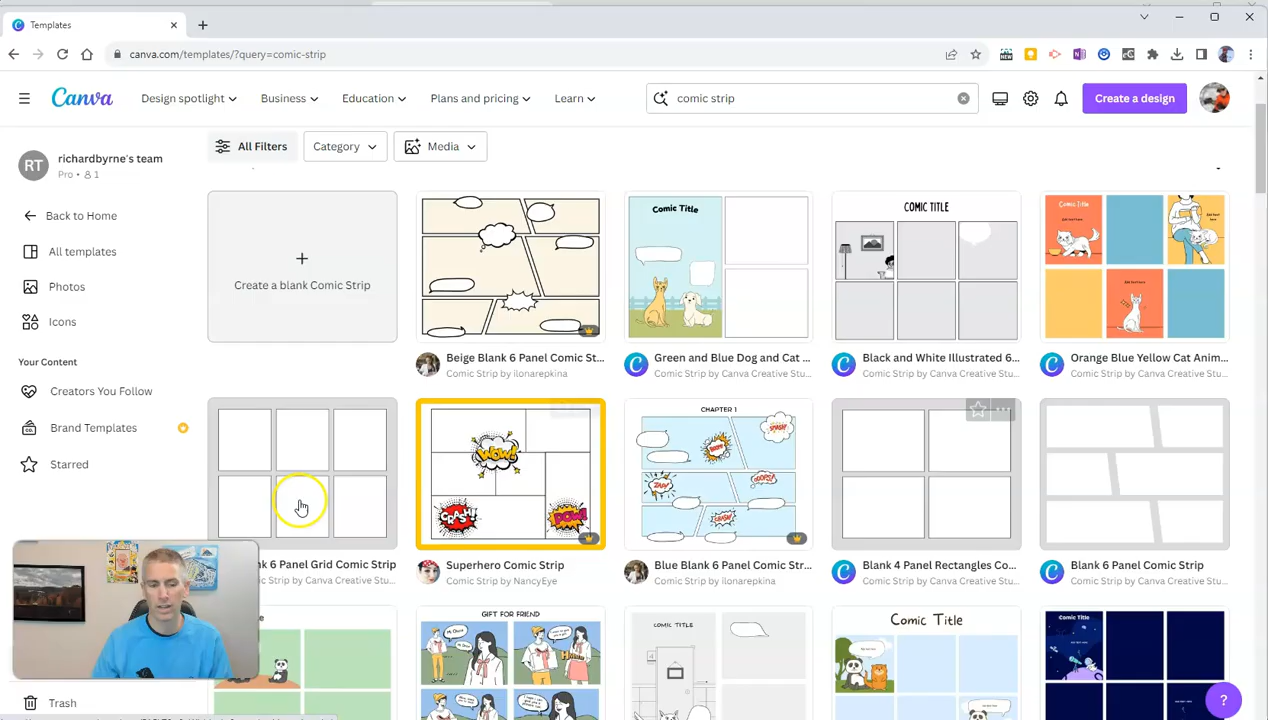 Templates
canva.com/templates/?query=comic-strip
NEW
Canva
Design spotlight
Business
Education
Plans and pricing
Learn
comic strip
Create a design
RT
richardbyrne's team
Pro • 1
All Filters
Category
Media
Back to Home
All templates
Photos
Icons
Your Content
Creators You Follow
Brand Templates
Starred
Trash
Create a blank Comic Strip
Beige Blank 6 Panel Comic St...
Comic Strip by ilonarepkina
Comic Title
Green and Blue Dog and Cat ...
Comic Strip by Canva Creative Stu...
COMIC TITLE
Black and White Illustrated 6...
Comic Strip by Canva Creative Stu...
Comic Title
Orange Blue Yellow Cat Anim...
Comic Strip by Canva Creative Stu...
6 Panel Grid Comic Strip
Strip by Canva Creative Stu...
WOW!
CRASH!
POW!
Superhero Comic Strip
Comic Strip by NancyEye
CHAPTER 1
SMASH!
ZAP!
OOOPS!
Blue Blank 6 Panel Comic Str...
Comic Strip by ilonarepkina
Blank 4 Panel Rectangles Co...
Comic Strip by Canva Creative Stu...
Blank 6 Panel Comic Strip
Comic Strip by Canva Creative Stu...
GIFT FOR FRIEND
COMIC TITLE
Comic Title
Comic Title
?